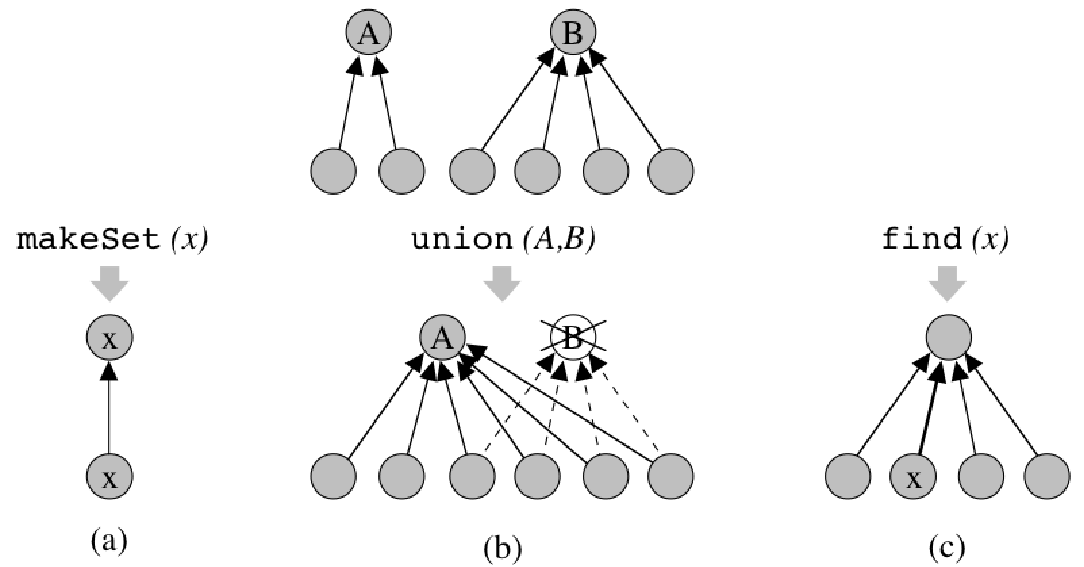 A B
makeSet (x) union (A,B) find (x)
x A B
x x
(a) (b) (c)